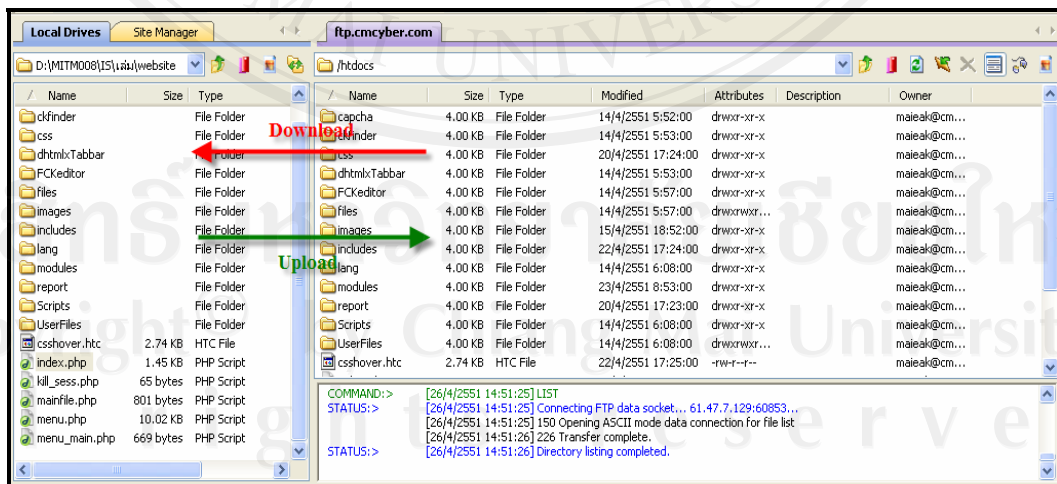 Local Drives Site Manager ftp.cmcyber.com
D:\MITM008\IS\เล่ม\website /htdocs
Name Size Type
ckfinder File Folder
css File Folder
dhtmlxTabbar File Folder
FCKeditor File Folder
files File Folder
images File Folder
includes File Folder
lang File Folder
modules File Folder
report File Folder
Scripts File Folder
UserFiles File Folder
csshover.htc 2.74 KB HTC File
index.php 1.45 KB PHP Script
kill_sess.php 65 bytes PHP Script
mainfile.php 801 bytes PHP Script
menu.php 10.02 KB PHP Script
menu_main.php 669 bytes PHP Script
Download
Upload
Name Size Type Modified Attributes Description Owner
capcha 4.00 KB File Folder 14/4/2551 5:52:00 drwxr-xr-x maieak@cm...
ckfinder 4.00 KB File Folder 14/4/2551 5:53:00 drwxr-xr-x maieak@cm...
css 4.00 KB File Folder 20/4/2551 17:24:00 drwxr-xr-x maieak@cm...
dhtmlxTabbar 4.00 KB File Folder 14/4/2551 5:53:00 drwxr-xr-x maieak@cm...
FCKeditor 4.00 KB File Folder 14/4/2551 5:57:00 drwxr-xr-x maieak@cm...
files 4.00 KB File Folder 14/4/2551 5:57:00 drwxrwxr... maieak@cm...
images 4.00 KB File Folder 15/4/2551 18:52:00 drwxr-xr-x maieak@cm...
includes 4.00 KB File Folder 22/4/2551 17:24:00 drwxr-xr-x maieak@cm...
lang 4.00 KB File Folder 14/4/2551 6:08:00 drwxr-xr-x maieak@cm...
modules 4.00 KB File Folder 23/4/2551 8:53:00 drwxr-xr-x maieak@cm...
report 4.00 KB File Folder 20/4/2551 17:23:00 drwxr-xr-x maieak@cm...
Scripts 4.00 KB File Folder 14/4/2551 6:08:00 drwxr-xr-x maieak@cm...
UserFiles 4.00 KB File Folder 14/4/2551 6:08:00 drwxrwxr... maieak@cm...
csshover.htc 2.74 KB HTC File 22/4/2551 17:25:00 -rw-r--r-- maieak@cm...
COMMAND:> [26/4/2551 14:51:25] LIST
STATUS:> [26/4/2551 14:51:25] Connecting FTP data socket... 61.47.7.129:60853...
[26/4/2551 14:51:25] 150 Opening ASCII mode data connection for file list
[26/4/2551 14:51:26] 226 Transfer complete.
STATUS:> [26/4/2551 14:51:26] Directory listing completed.